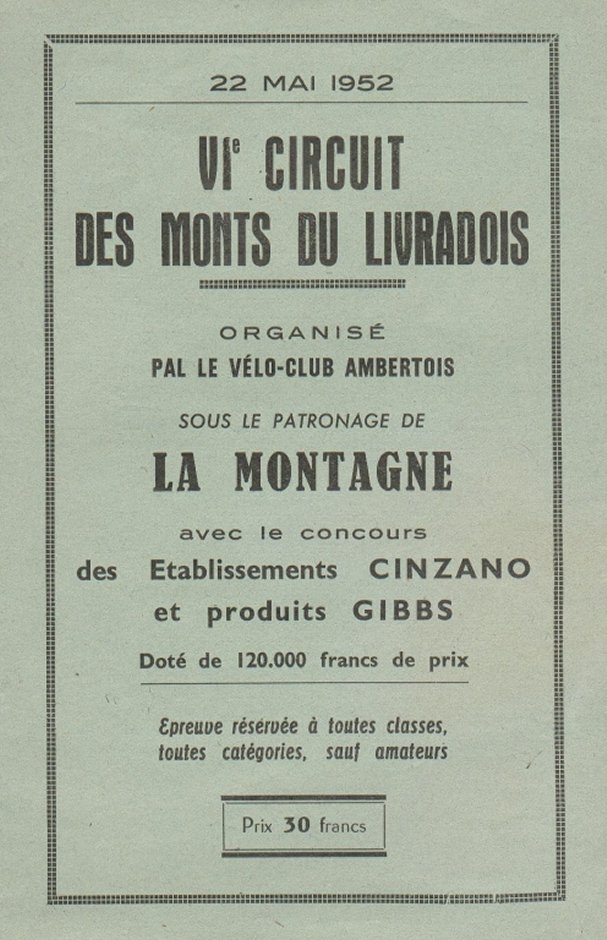 22 MAI 1952
VIe CIRCUIT
DES MONTS DU LIVRADOIS
ORGANISÉ
PAL LE VÉLO-CLUB AMBERTOIS
SOUS LE PATRONAGE DE
LA MONTAGNE
avec le concours
des Etablissements CINZANO
et produits GIBBS
Doté de 120.000 francs de prix
Epreuve réservée à toutes classes,
toutes catégories, sauf amateurs
Prix 30 francs